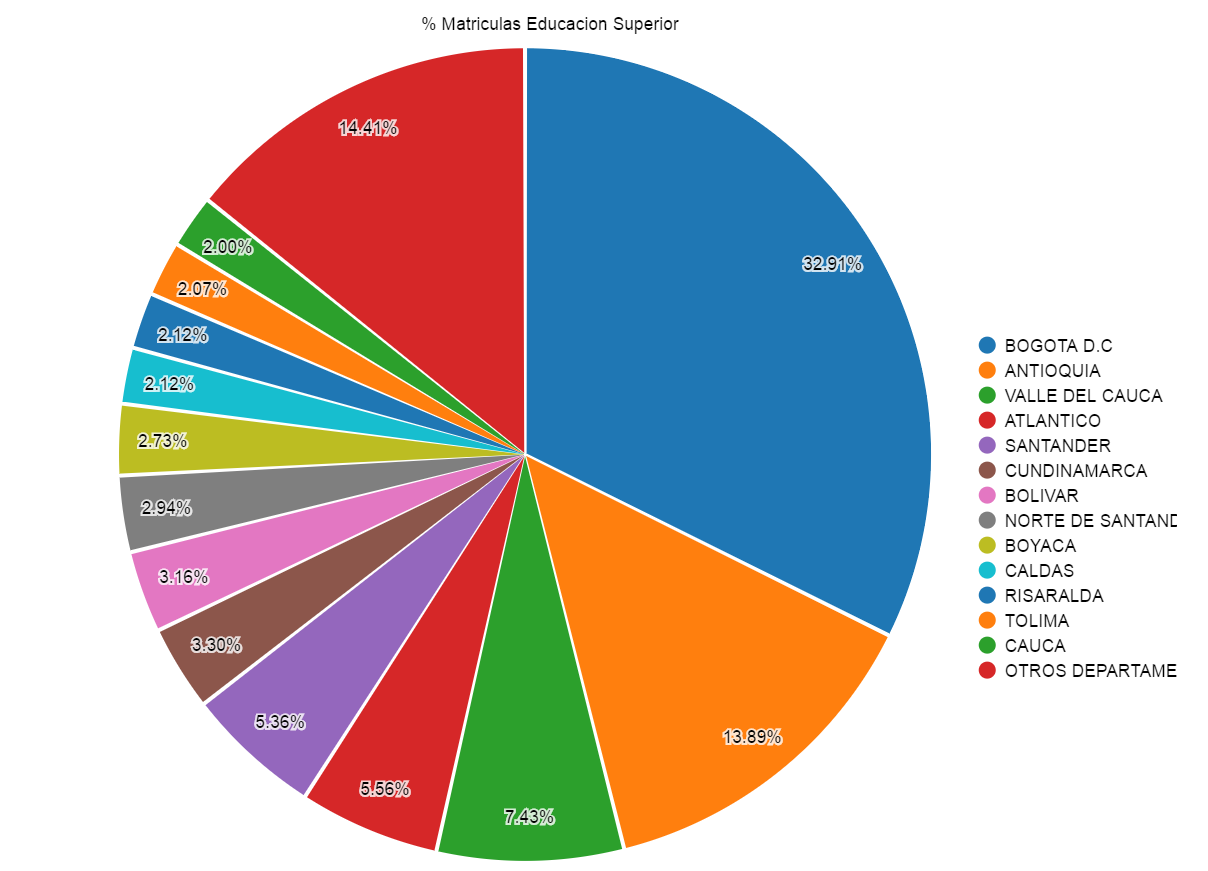 % Matriculas Educacion Superior
14.41%
32.91%
2.00%
2.07%
2.12%
2.12%
2.73%
2.94%
3.16%
3.30%
5.36%
5.56%
7.43%
13.89%
BOGOTA D.C
ANTIOQUIA
VALLE DEL CAUCA
ATLANTICO
SANTANDER
CUNDINAMARCA
BOLIVAR
NORTE DE SANTAND
BOYACA
CALDAS
RISARALDA
TOLIMA
CAUCA
OTROS DEPARTAME